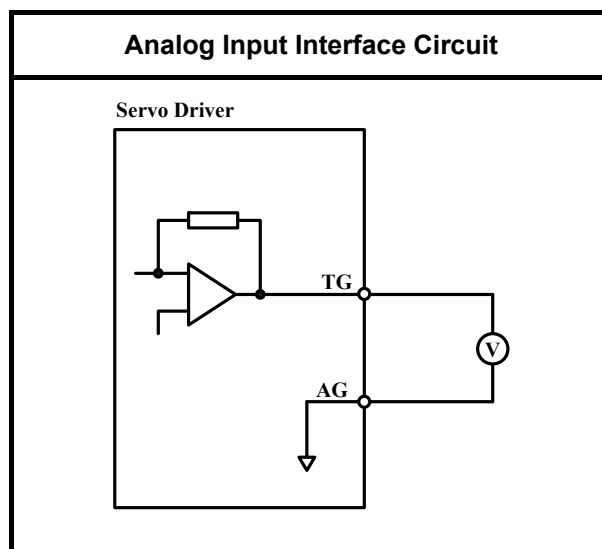 Analog Input Interface Circuit
Servo Driver
TG
V
AG